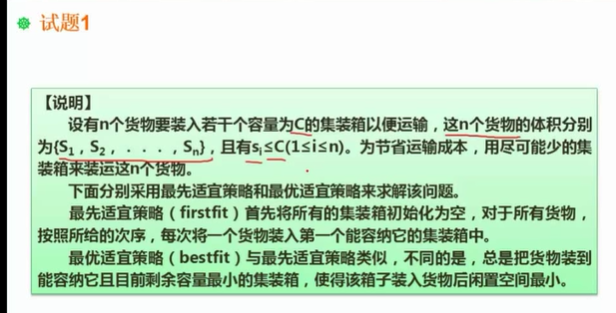 试题1
【说明】
设有n个货物要装入若干个容量为C的集装箱以便运输，这n个货物的体积分别
为{S1，S2，．．．，Sn}，且有si≤C(1≤i≤n)。为节省运输成本，用尽可能少的集
装箱来装运这n个货物。
下面分别采用最先适宜策略和最优适宜策略来求解该问题。
最先适宜策略（firstfit）首先将所有的集装箱初始化为空，对于所有货物，
按照所给的次序，每次将一个货物装入第一个能容纳它的集装箱中。
最优适宜策略（bestfit）与最先适宜策略类似，不同的是，总是把货物装到
能容纳它且目前剩余容量最小的集装箱，使得该箱子装入货物后闲置空间最小。